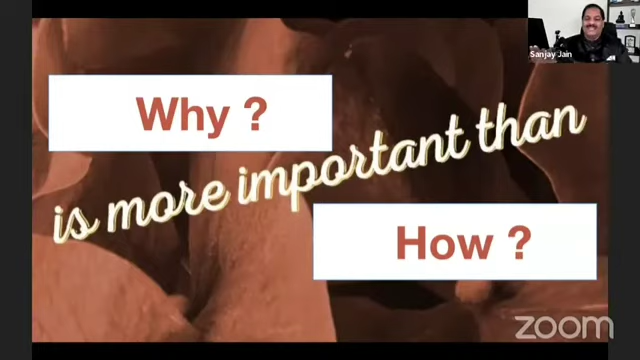 Sanjay Jain
Why ?
is more important than
How ?
zoom